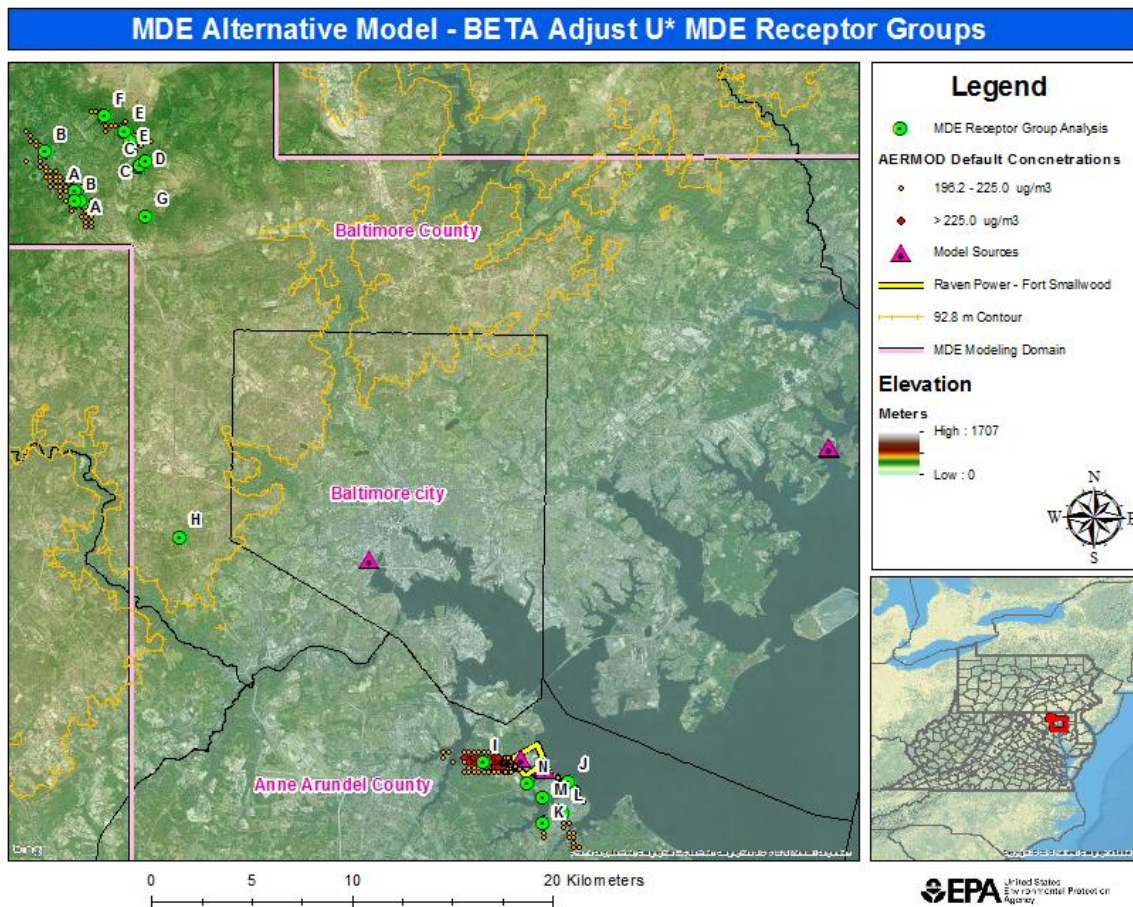 MDE Alternative Model - BETA Adjust U* MDE Receptor Groups
F
E
B
E
C
D
A
C
B
A
G
Baltimore County
Baltimore city
H
I
N
J
M
L
K
Anne Arundel County
bing
0 5 10 20 Kilometers
Legend
MDE Receptor Group Analysis
AERMOD Default Concnetrations
196.2 - 225.0 ug/m3
> 225.0 ug/m3
Model Sources
Raven Power - Fort Smallwood
92.8 m Contour
MDE Modeling Domain
Elevation
Meters
High : 1707
Low : 0
N
W E
S
EPA
United States
Environmental Protection
Agency